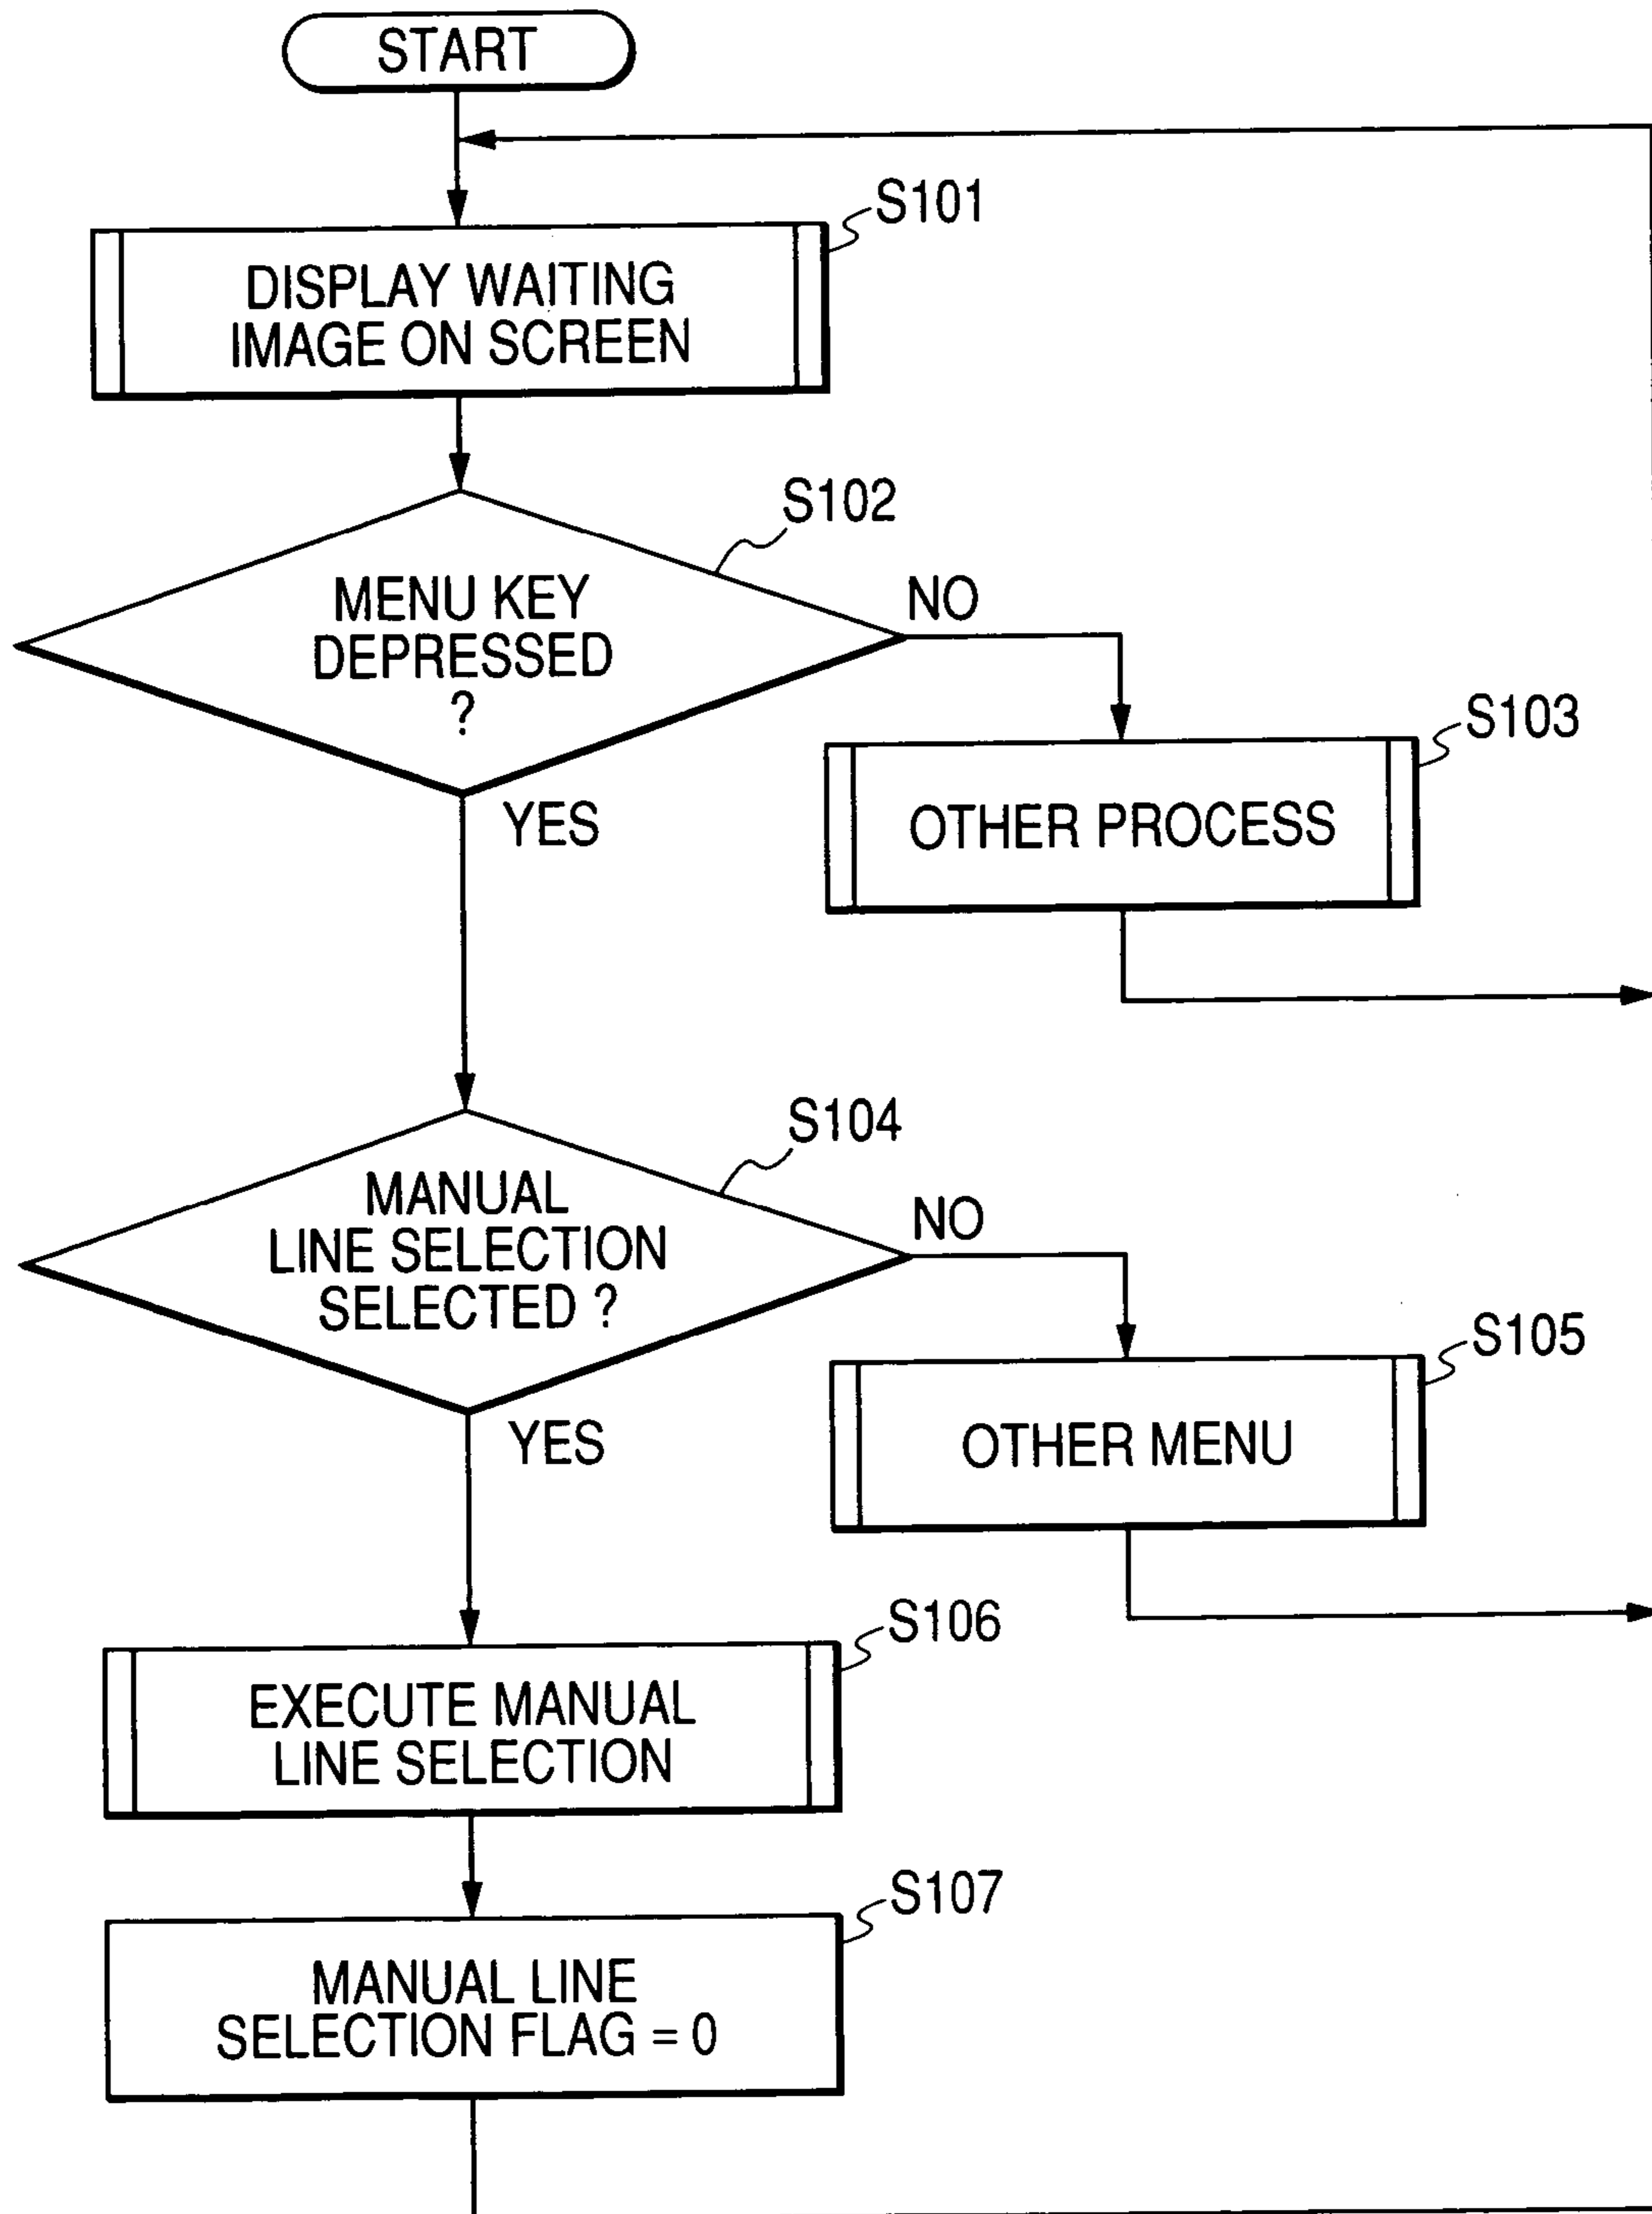 START
S101
DISPLAY WAITING
IMAGE ON SCREEN
S102
MENU KEY
DEPRESSED
?
NO
YES
S103
OTHER PROCESS
S104
MANUAL
LINE SELECTION
SELECTED ?
NO
YES
S105
OTHER MENU
S106
EXECUTE MANUAL
LINE SELECTION
S107
MANUAL LINE
SELECTION FLAG = 0